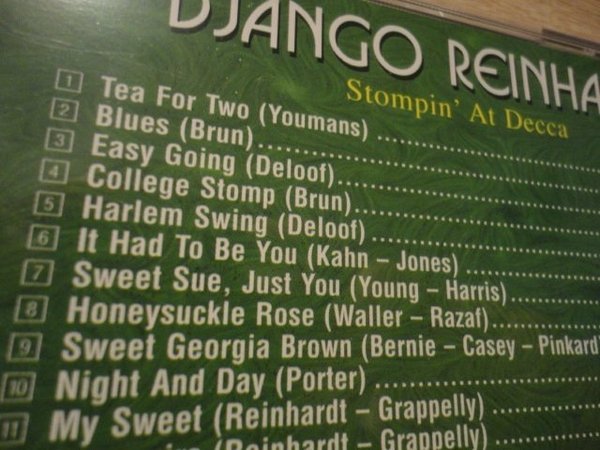 DJANGO REINHA
Stompin' At Decca
1 Tea For Two (Youmans)
2 Blues (Brun)
3 Easy Going (Deloof)
4 College Stomp (Brun)
5 Harlem Swing (Deloof)
6 It Had To Be You (Kahn – Jones)
7 Sweet Sue, Just You (Young – Harris)
8 Honeysuckle Rose (Waller – Razaf)
9 Sweet Georgia Brown (Bernie – Casey – Pinkard)
10 Night And Day (Porter)
11 My Sweet (Reinhardt – Grappelly)
(Reinhardt – Grappelly)